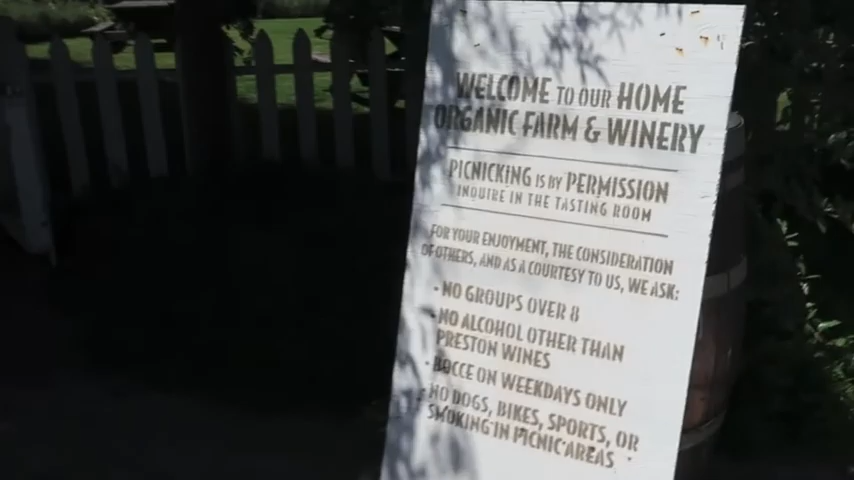 WELCOME TO OUR HOME
ORGANIC FARM & WINERY
PICNICKING IS BY PERMISSION
INQUIRE IN THE TASTING ROOM
FOR YOUR ENJOYMENT, THE CONSIDERATION
OF OTHERS, AND AS A COURTESY TO US, WE ASK:
- NO GROUPS OVER 8
- NO ALCOHOL OTHER THAN
PRESTON WINES
- BOCCE ON WEEKDAYS ONLY
- NO DOGS, BIKES, SPORTS, OR
SMOKING IN PICNIC AREAS